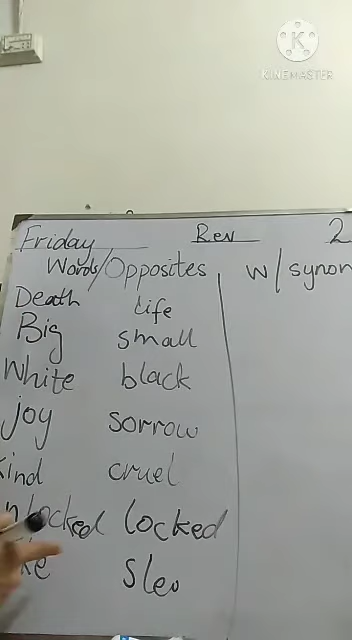 K
KINEMASTER
Friday Rev 2
Words/Opposites w/synon
Death life
Big small
White black
joy sorrow
kind cruel
locked